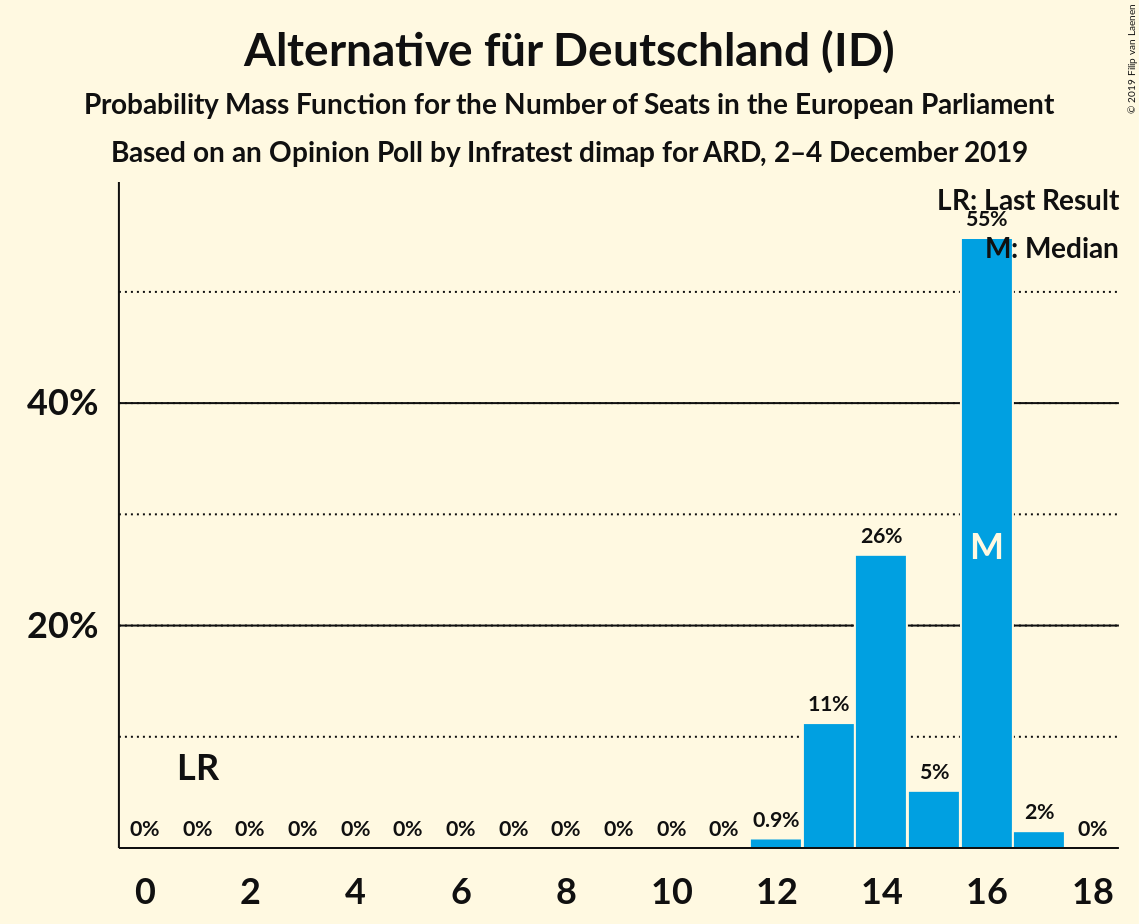 Alternative für Deutschland (ID)
Probability Mass Function for the Number of Seats in the European Parliament
Based on an Opinion Poll by Infratest dimap for ARD, 2–4 December 2019
© 2019 Filip van Laenen
LR: Last Result
55%
M: Median
40%
26%
M
20%
11%
LR
5%
0% 0% 0% 0% 0% 0% 0% 0% 0% 0% 0% 0% 0.9% 2% 0%
0 2 4 6 8 10 12 14 16 18